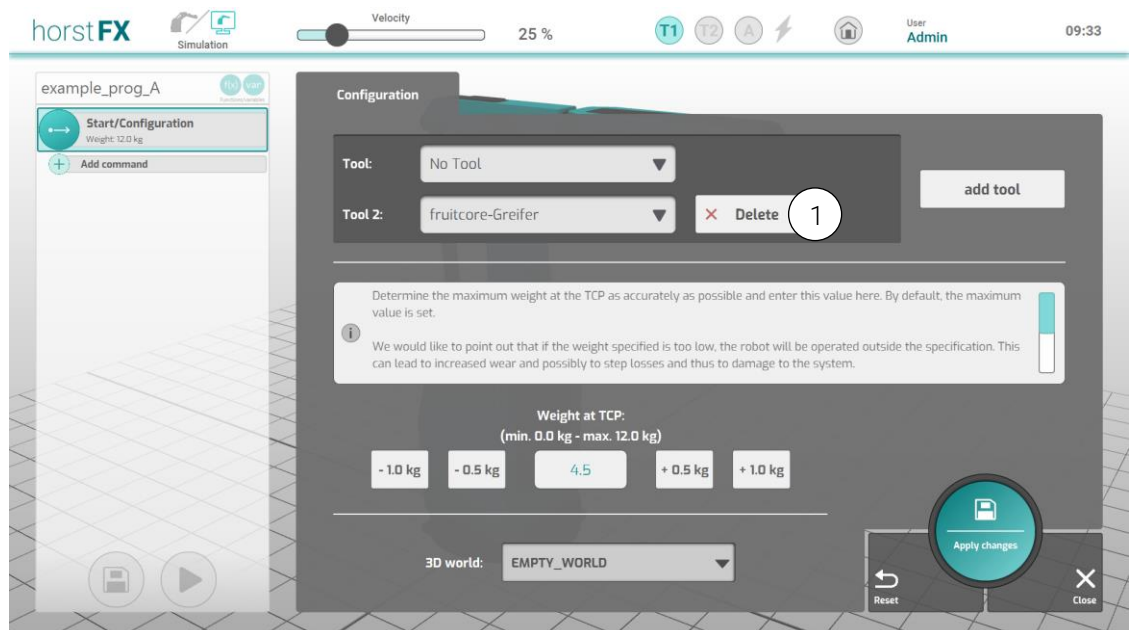 horstFX
Simulation
Velocity
25 %
T1
T2
A
User
Admin
09:33
example_prog_A
f(x)
var
Start/Configuration
Weight: 12.0 kg
Add command
Configuration
Tool:
No Tool
Tool 2:
fruitcore-Greifer
Delete
1
add tool
Determine the maximum weight at the TCP as accurately as possible and enter this value here. By default, the maximum
value is set.
i
We would like to point out that if the weight specified is too low, the robot will be operated outside the specification. This
can lead to increased wear and possibly to step losses and thus to damage to the system.
Weight at TCP:
(min. 0.0 kg - max. 12.0 kg)
- 1.0 kg
- 0.5 kg
4.5
+ 0.5 kg
+ 1.0 kg
3D world:
EMPTY_WORLD
Apply changes
Reset
Close